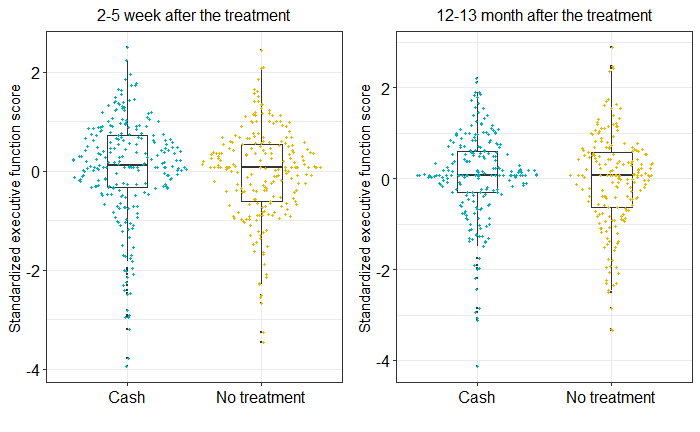 2-5 week after the treatment
Standardized executive function score
2
0
-2
-4
Cash No treatment
12-13 month after the treatment
Standardized executive function score
2
0
-2
-4
Cash No treatment